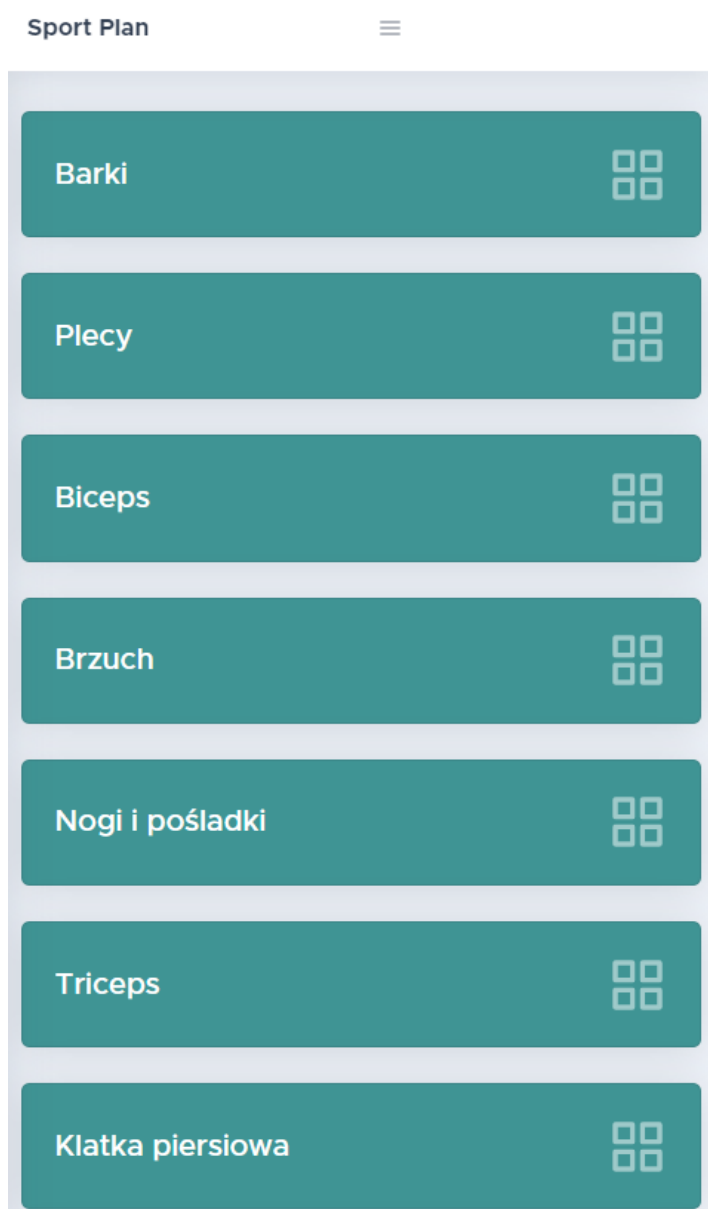 Sport Plan
Barki
Plecy
Biceps
Brzuch
Nogi i pośladki
Triceps
Klatka piersiowa